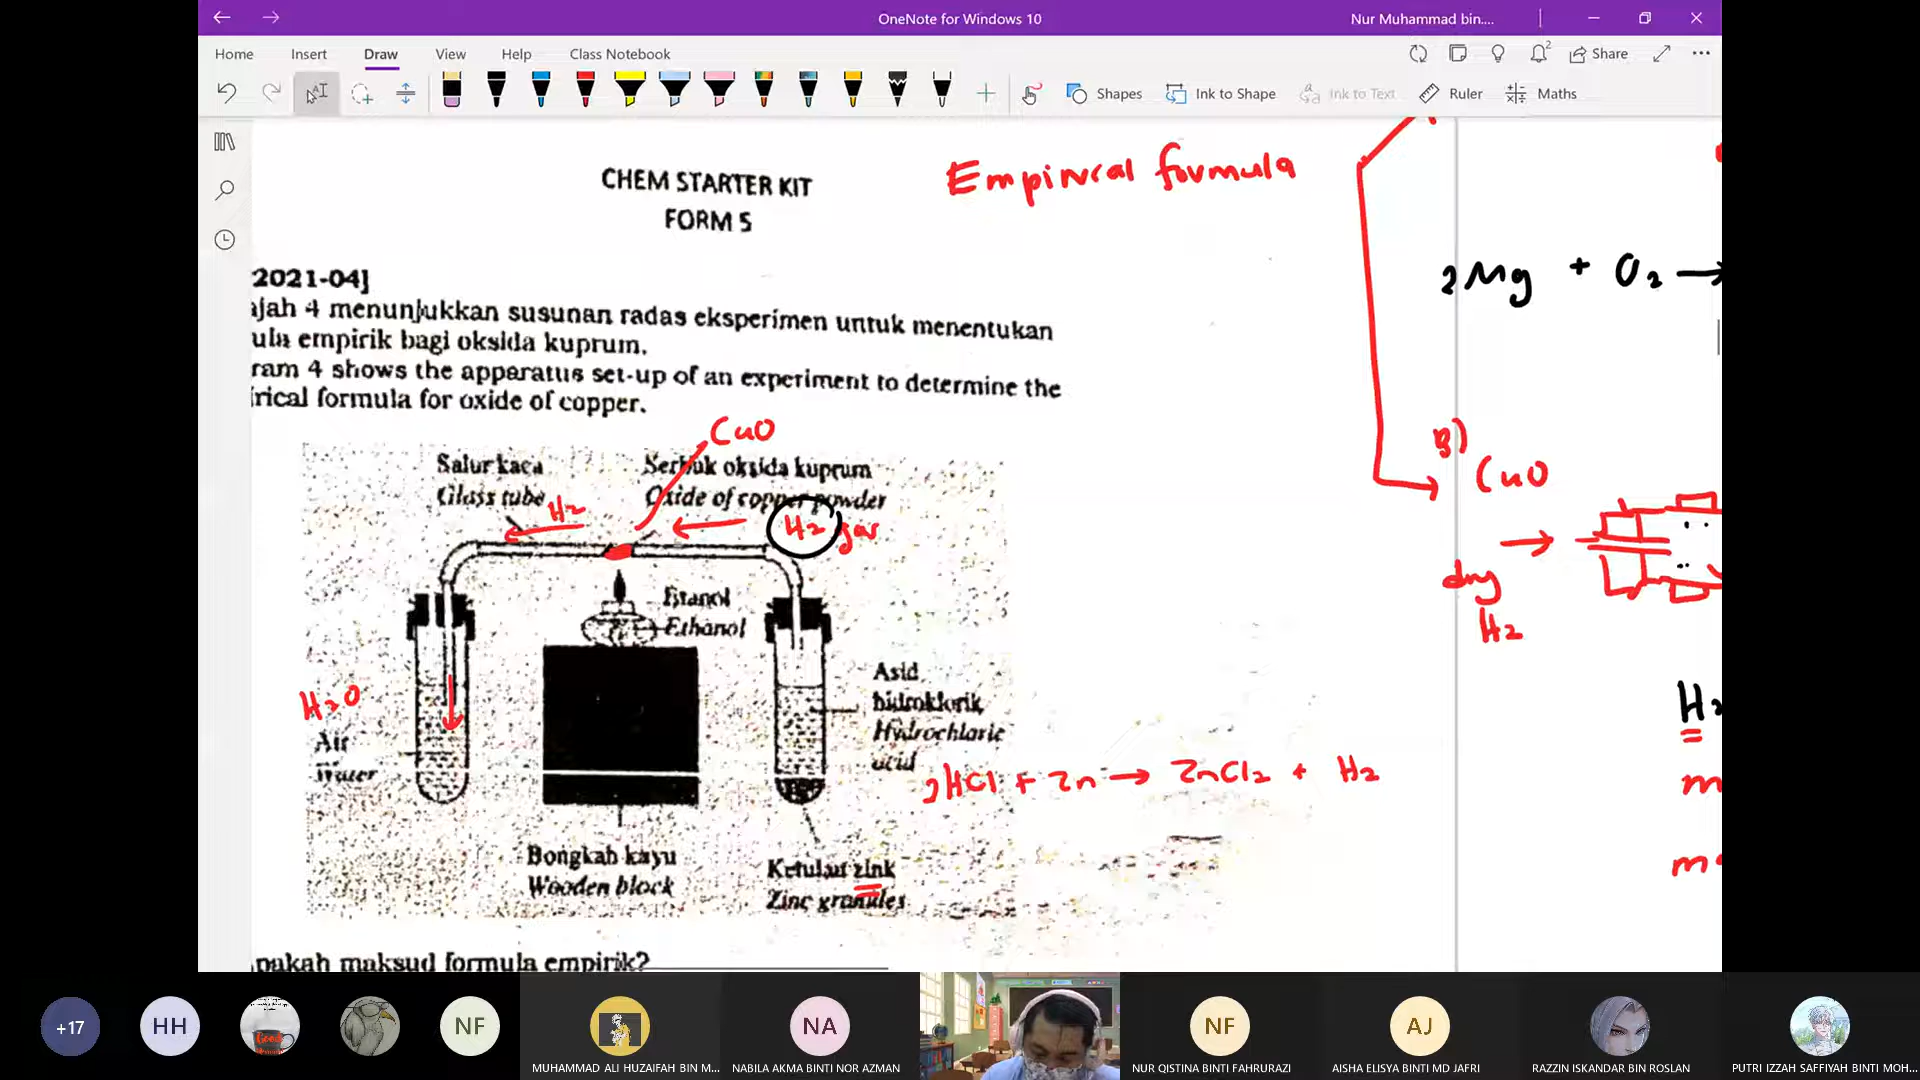 OneNote for Windows 10
Nur Muhammad bin....
Home Insert Draw View Help Class Notebook
2 Share
Shapes Ink to Shape Ink to Text Ruler Maths
CHEM STARTER KIT
FORM 5
Empirical formula
2021-04]
ajah 4 menunjukkan susunan radas eksperimen untuk menentukan
ula empirik bagi oksida kuprum.
ram 4 shows the apparatus set-up of an experiment to determine the
irical formula for oxide of copper.
2Mg + O2 →
CuO
Salur kaca
Glass tube
Serbuk oksida kuprum
Oxide of copper powder
H2
H2 gas
B)
CuO
dry
H2
Etanol
Ethanol
H2O
Air
Water
Asid
hidroklorik
Hydrochloric
acid
2HCl + Zn → ZnCl2 + H2
H2
m
Bongkah kayu
Wooden block
Ketulan zink
Zinc granules
pakah maksud formula empirik?
+17
HH
NF
NA
NF
AJ
MUHAMMAD ALI HUZAIFAH BIN M...
NABILA AKMA BINTI NOR AZMAN
NUR QISTINA BINTI FAHRURAZI
AISHA ELISYA BINTI MD JAFRI
RAZZIN ISKANDAR BIN ROSLAN
PUTRI IZZAH SAFFIYAH BINTI MOH...